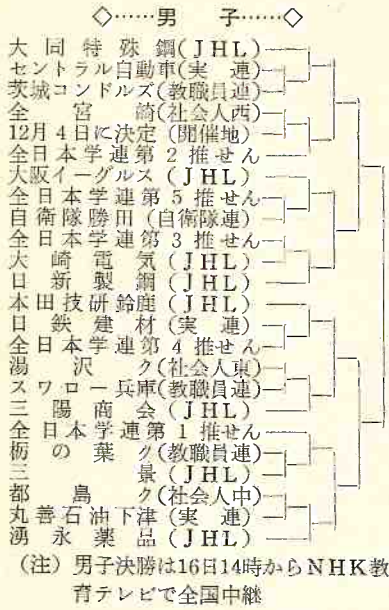 ◇……男　子……◇
大同特殊鋼(JHL)
セントラル自動車(実連)
茨城コンドルズ(教職員連)
全宮崎(社会人西)
12月4日に決定(開催地)
全日本学連第2推せん
大阪イーグルス(JHL)
全日本学連第5推せん
自衛隊勝田(自衛隊連)
全日本学連第3推せん
大崎電気(JHL)
日新製鋼(JHL)
本田技研鈴鹿(JHL)
日鉄建材(実連)
全日本学連第4推せん
湯沢ク(社会人東)
スワロー兵庫(教職員連)
三陽商会(JHL)
全日本学連第1推せん
栃の葉ク(教職員連)
三景(JHL)
都島ク(社会人中)
丸善石油下津(実連)
湧永薬品(JHL)
(注)男子決勝は16日14時からNHK教
育テレビで全国中継